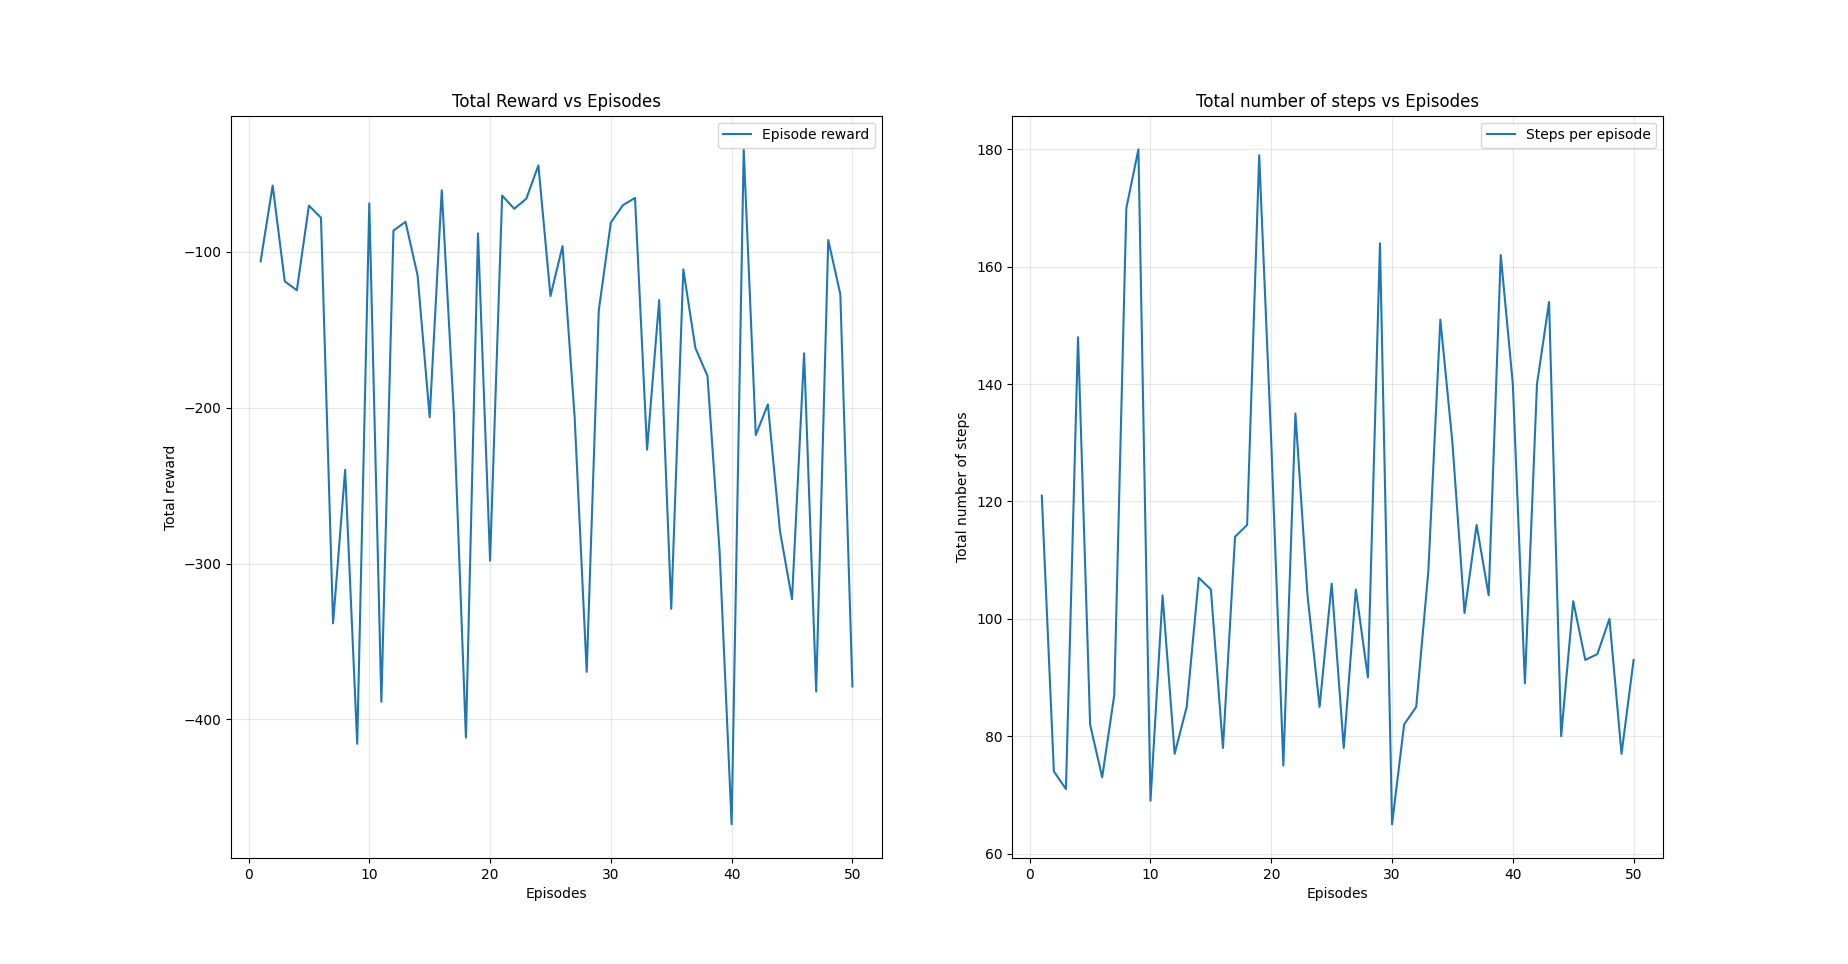 Total Reward vs Episodes
Episode reward
−100
−200
−300
−400
Total reward
0 10 20 30 40 50
Episodes
Total number of steps vs Episodes
Steps per episode
180
160
140
120
100
80
60
Total number of steps
0 10 20 30 40 50
Episodes